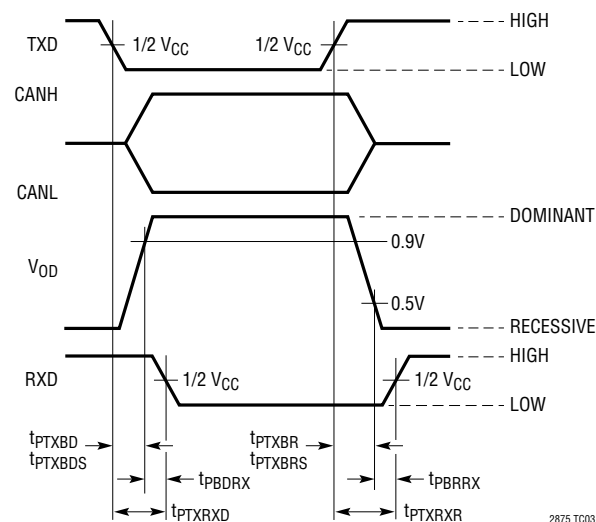 HIGH
TXD
1/2 VCC
1/2 VCC
LOW
CANH
CANL
DOMINANT
0.9V
VOD
0.5V
RECESSIVE
HIGH
RXD
1/2 VCC
1/2 VCC
LOW
tPTXBD
tPTXBDS
tPTXBR
tPTXBRS
tPBDRX
tPBRRX
tPTXRXD
tPTXRXR
2875 TC03